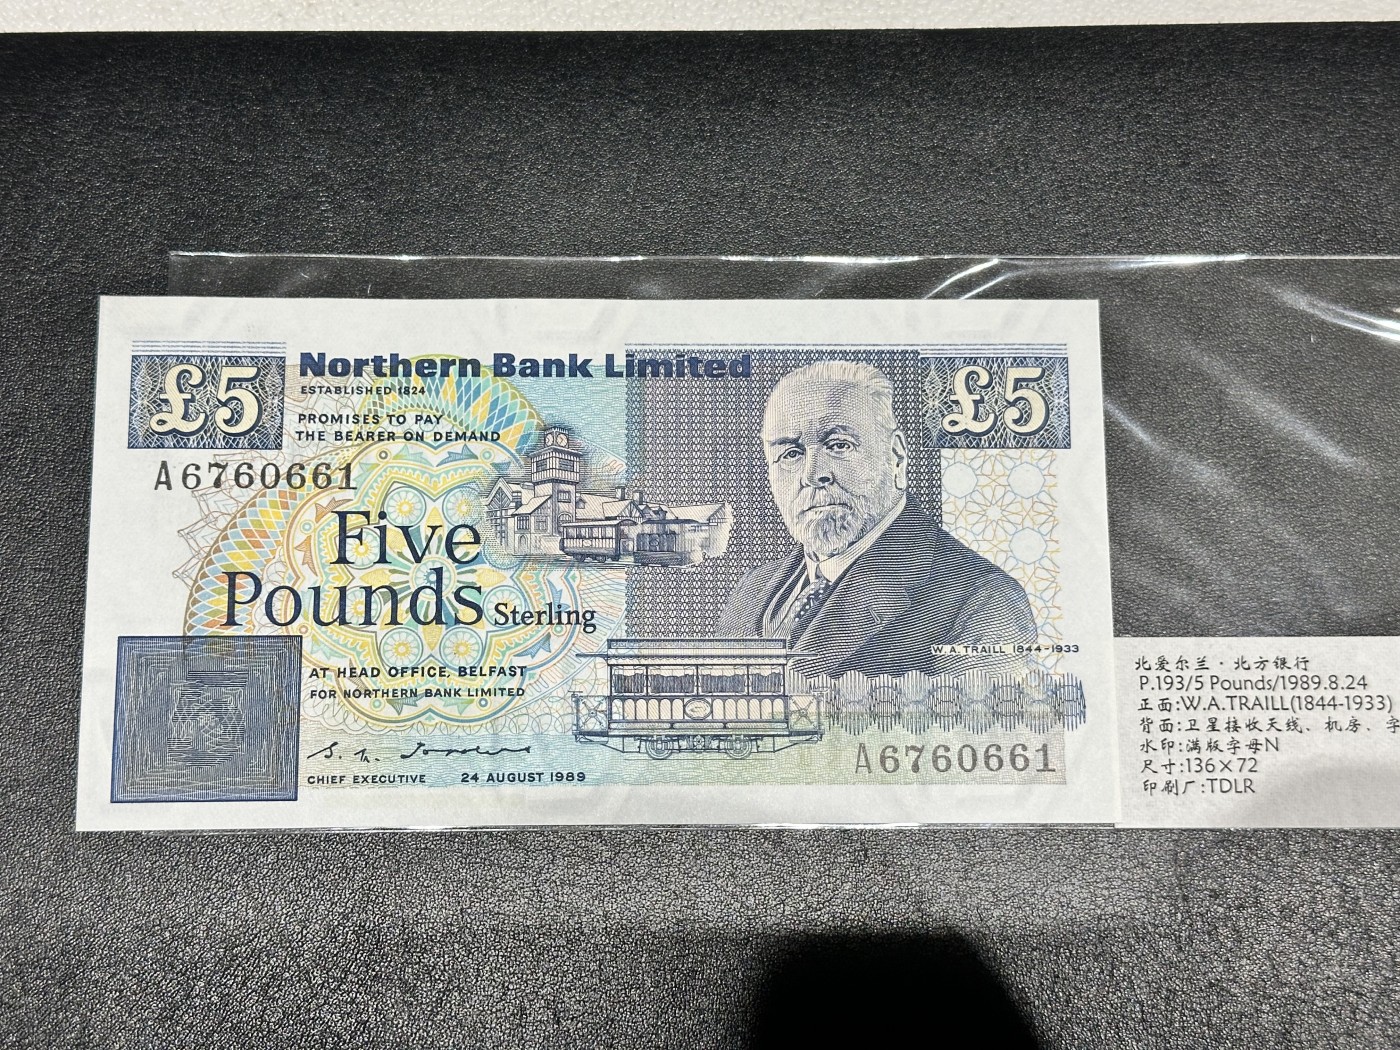 £5
Northern Bank Limited
£5
ESTABLISHED 1824
PROMISES TO PAY
THE BEARER ON DEMAND
A6760661
Five
Pounds Sterling
AT HEAD OFFICE, BELFAST
FOR NORTHERN BANK LIMITED
CHIEF EXECUTIVE 24 AUGUST 1989
W. A. TRAILL 1844-1933
A6760661
北爱尔兰·北方银行
P.193/5 Pounds/1989.8.24
正面:W.A.TRAILL(1844-1933)
背面:卫星接收天线、机房、字
水印:满版字母N
尺寸:136×72
印刷厂:TDLR